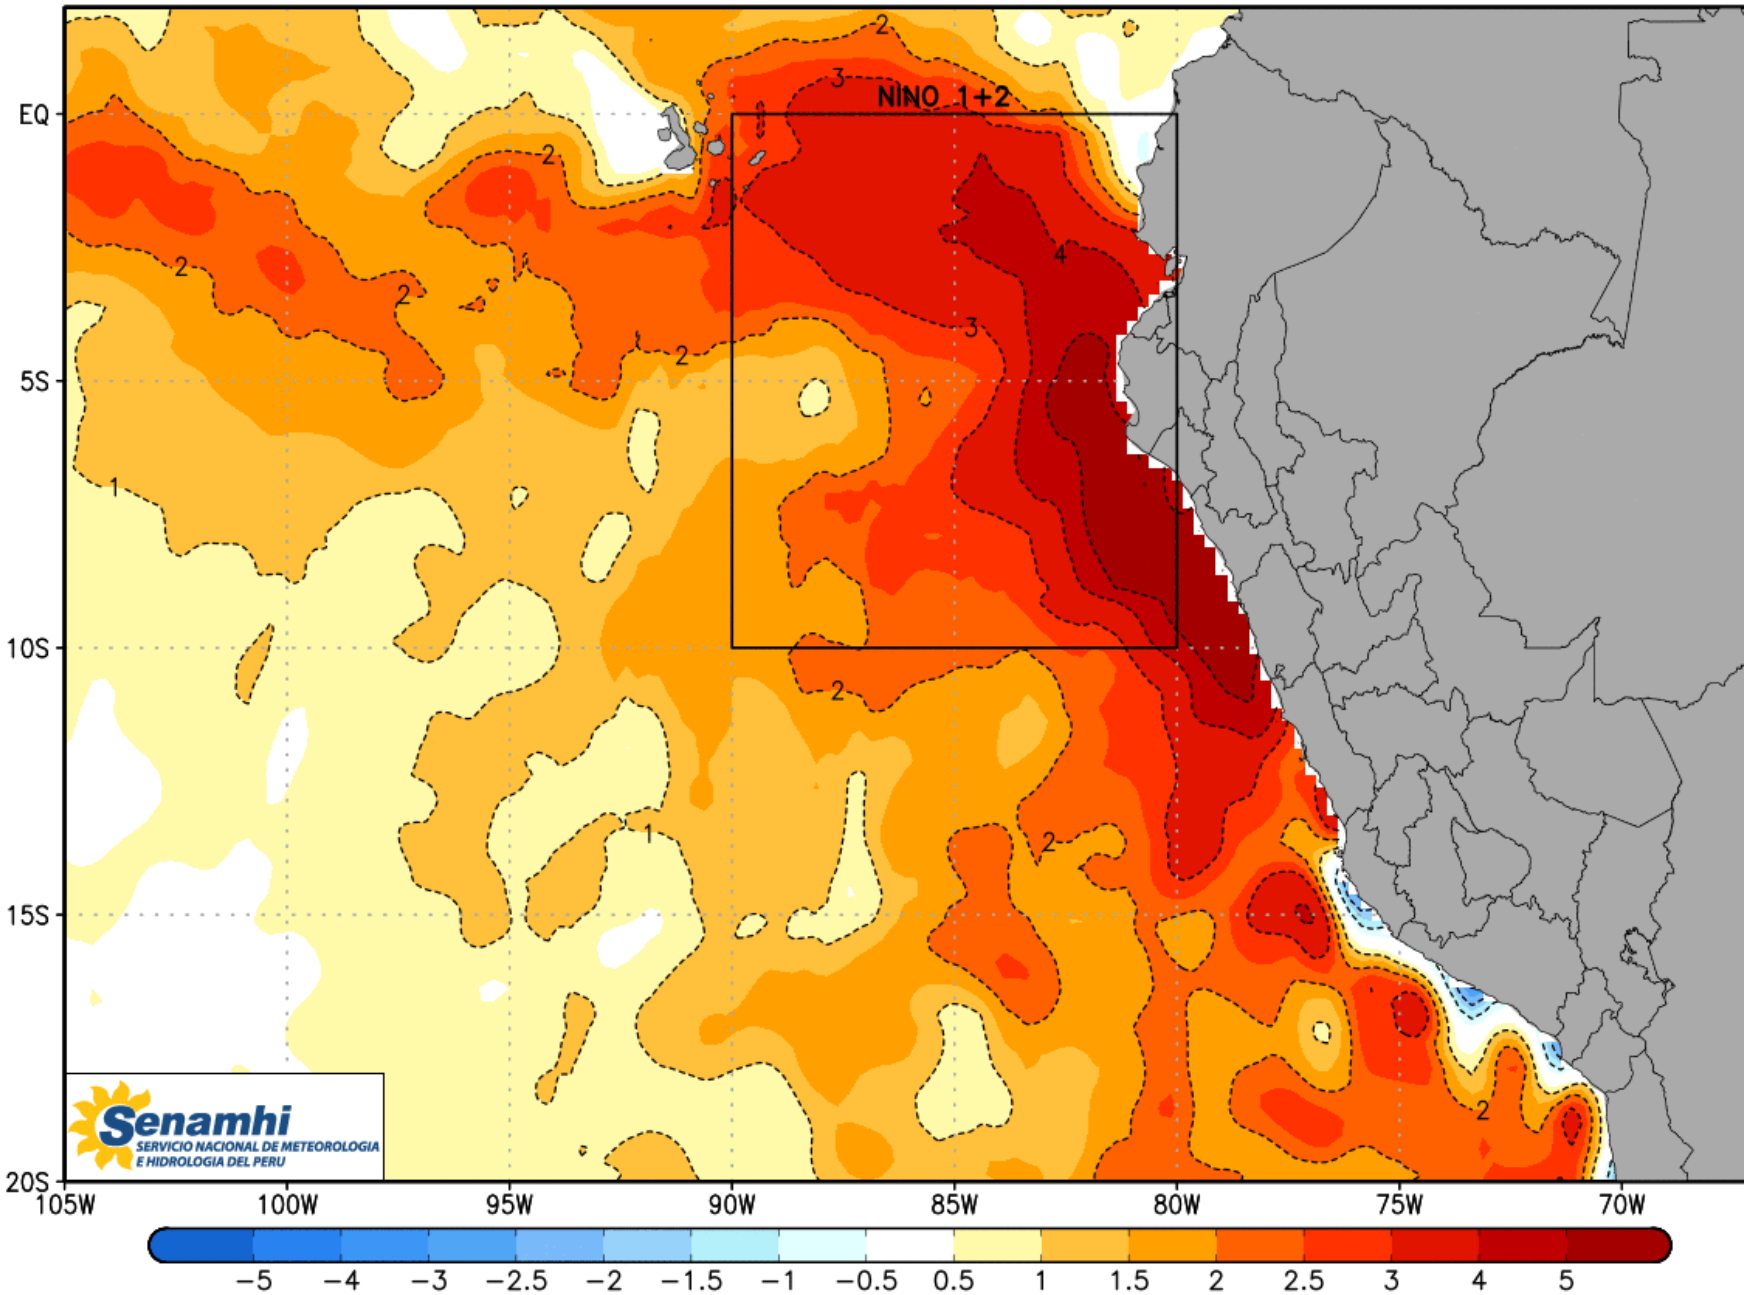 2
3
NINO 1+2
EQ
2
4
2
2
3
2
5S
1
10S
2
1
2
15S
2
Senamhi
SERVICIO NACIONAL DE METEOROLOGIA
E HIDROLOGIA DEL PERU
20S
105W 100W 95W 90W 85W 80W 75W 70W
−5 −4 −3 −2.5 −2 −1.5 −1 −0.5 0.5 1 1.5 2 2.5 3 4 5